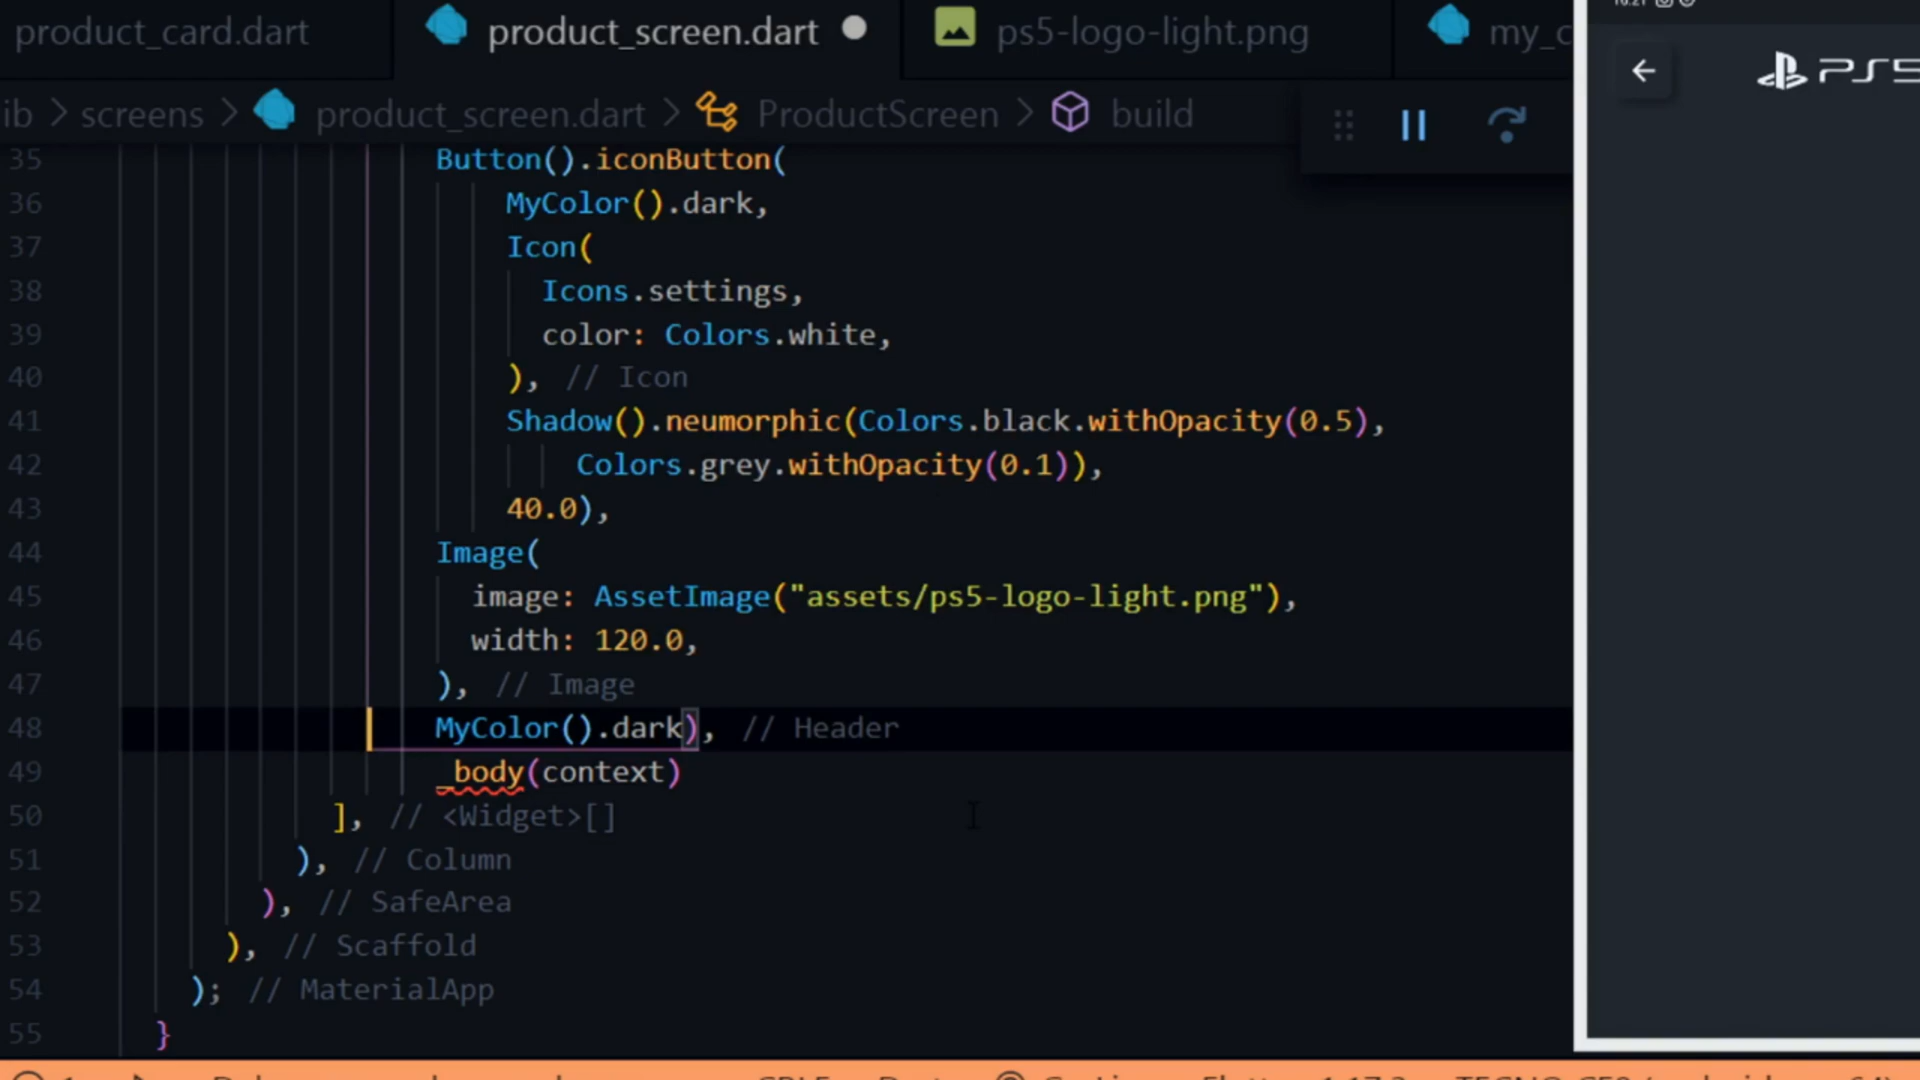 product_card.dart product_screen.dart ps5-logo-light.png my_c
ib > screens > product_screen.dart > ProductScreen > build
35 Button().iconButton(
36 MyColor().dark,
37 Icon(
38 Icons.settings,
39 color: Colors.white,
40 ), // Icon
41 Shadow().neumorphic(Colors.black.withOpacity(0.5),
42 Colors.grey.withOpacity(0.1)),
43 40.0),
44 Image(
45 image: AssetImage("assets/ps5-logo-light.png"),
46 width: 120.0,
47 ), // Image
48 MyColor().dark), // Header
49 _body(context)
50 ], // <Widget>[]
51 ), // Column
52 ), // SafeArea
53 ), // Scaffold
54 ); // MaterialApp
55 }
PS5